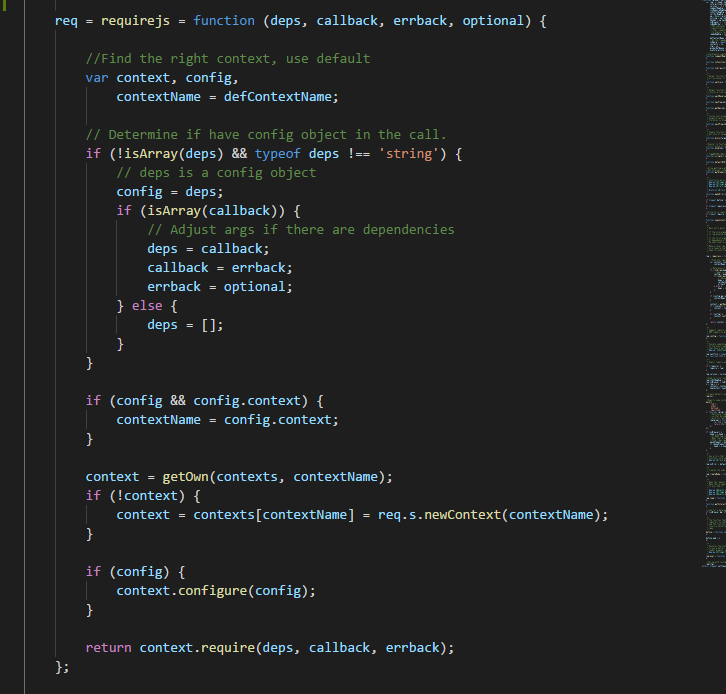 req = requirejs = function (deps, callback, errback, optional) {
//Find the right context, use default
var context, config,
contextName = defContextName;
// Determine if have config object in the call.
if (!isArray(deps) && typeof deps !== 'string') {
// deps is a config object
config = deps;
if (isArray(callback)) {
// Adjust args if there are dependencies
deps = callback;
callback = errback;
errback = optional;
} else {
deps = [];
}
}
if (config && config.context) {
contextName = config.context;
}
context = getOwn(contexts, contextName);
if (!context) {
context = contexts[contextName] = req.s.newContext(contextName);
}
if (config) {
context.configure(config);
}
return context.require(deps, callback, errback);
};